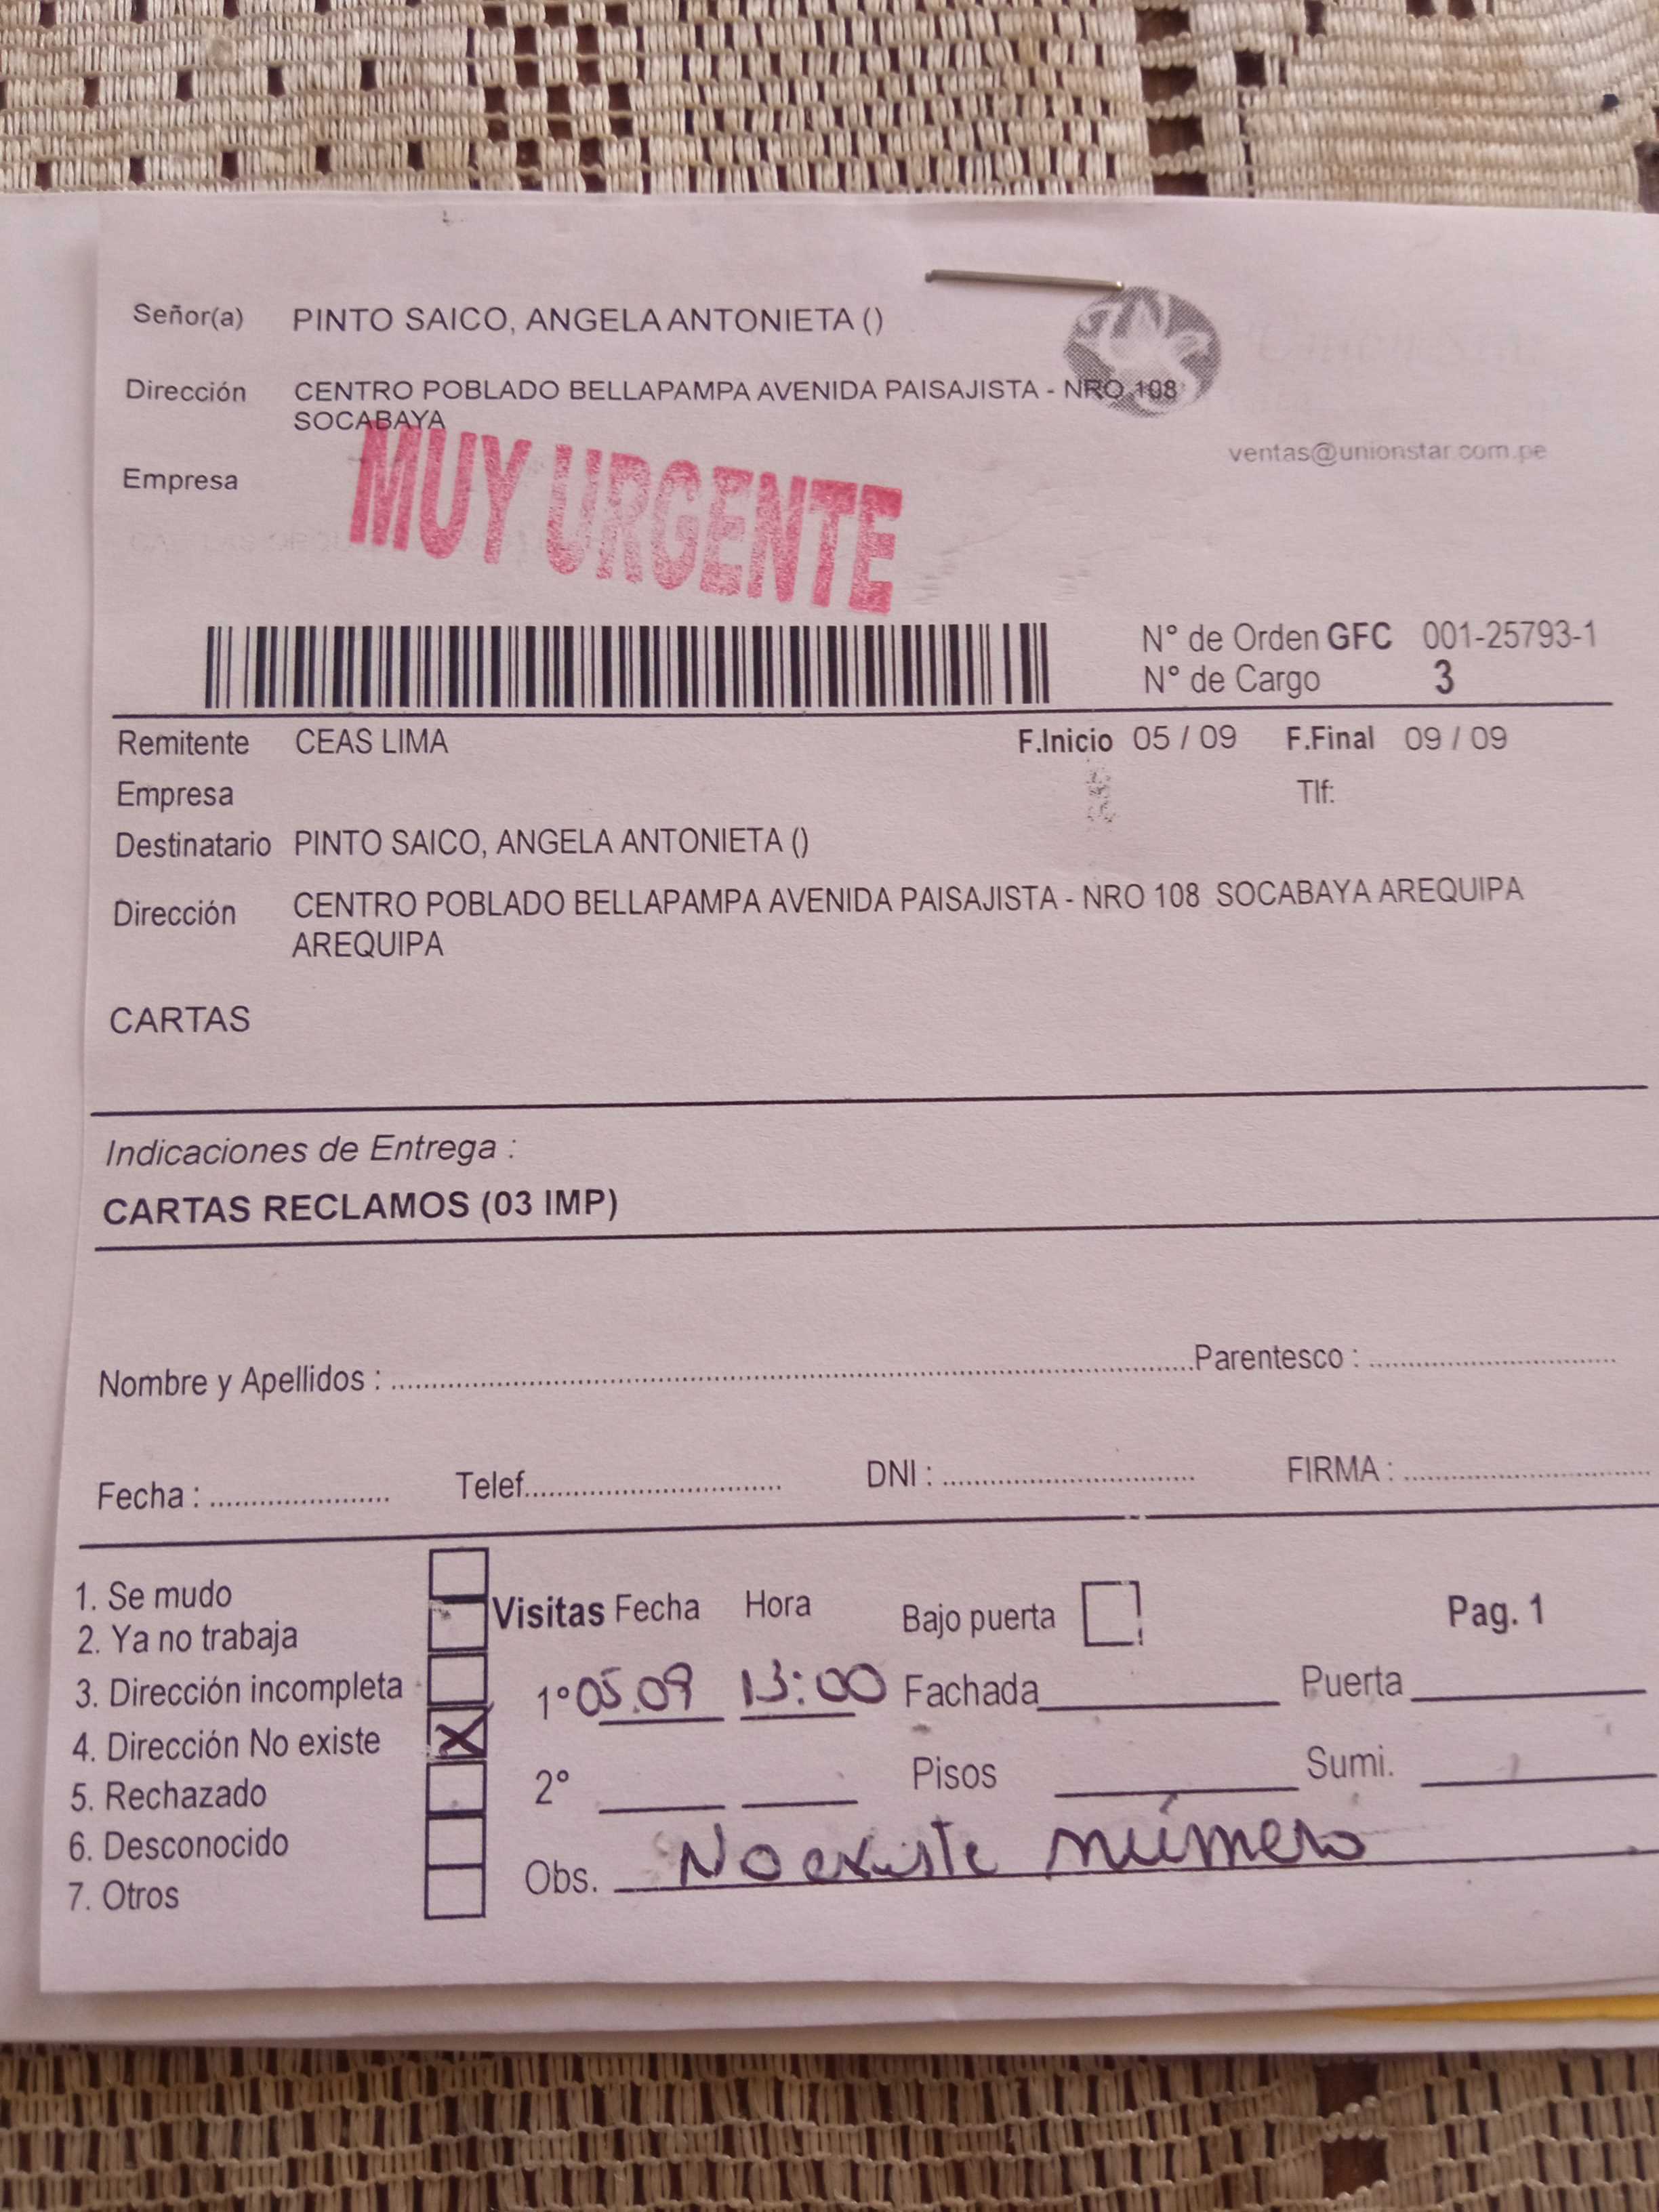 Señor(a) PINTO SAICO, ANGELA ANTONIETA ()
Dirección CENTRO POBLADO BELLAPAMPA AVENIDA PAISAJISTA - NRO 108
SOCABAYA
ventas@unionstar.com.pe
Empresa
MUY URGENTE
N° de Orden GFC 001-25793-1
N° de Cargo 3
Remitente CEAS LIMA F.Inicio 05 / 09 F.Final 09 / 09
Empresa Tlf:
Destinatario PINTO SAICO, ANGELA ANTONIETA ()
Dirección CENTRO POBLADO BELLAPAMPA AVENIDA PAISAJISTA - NRO 108 SOCABAYA AREQUIPA
AREQUIPA
CARTAS
Indicaciones de Entrega :
CARTAS RECLAMOS (03 IMP)
Nombre y Apellidos : Parentesco :
Fecha : Telef. DNI : FIRMA :
1. Se mudo
2. Ya no trabaja
3. Dirección incompleta
4. Dirección No existe X
5. Rechazado
6. Desconocido
7. Otros
Visitas Fecha Hora Bajo puerta Pag. 1
1° 05.09 13:00 Fachada Puerta
2° Pisos Sumi.
Obs. No existe número